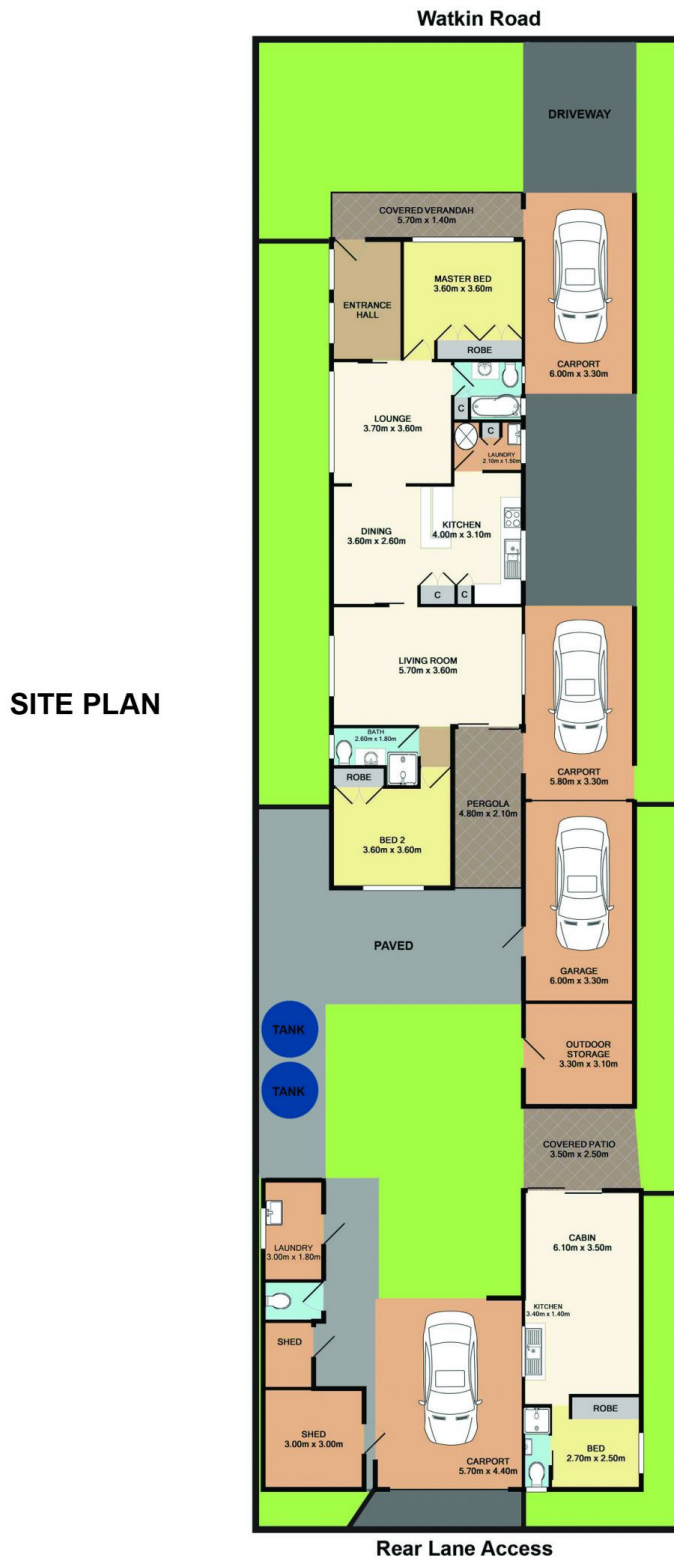 Watkin Road
DRIVEWAY
COVERED VERANDAH
5.70m x 1.40m
MASTER BED
3.60m x 3.60m
ENTRANCE
HALL
ROBE
CARPORT
6.00m x 3.30m
LOUNGE
3.70m x 3.60m
C
C
LAUNDRY
2.10m x 1.50m
DINING
3.60m x 2.60m
KITCHEN
4.00m x 3.10m
C
C
LIVING ROOM
5.70m x 3.60m
SITE PLAN
BATH
2.60m x 1.80m
ROBE
CARPORT
5.80m x 3.30m
PERGOLA
4.80m x 2.10m
BED 2
3.60m x 3.60m
PAVED
GARAGE
6.00m x 3.30m
TANK
OUTDOOR
STORAGE
3.30m x 3.10m
TANK
COVERED PATIO
3.50m x 2.50m
LAUNDRY
3.00m x 1.80m
CABIN
6.10m x 3.50m
KITCHEN
3.40m x 1.40m
SHED
ROBE
SHED
3.00m x 3.00m
BED
2.70m x 2.50m
CARPORT
5.70m x 4.40m
Rear Lane Access